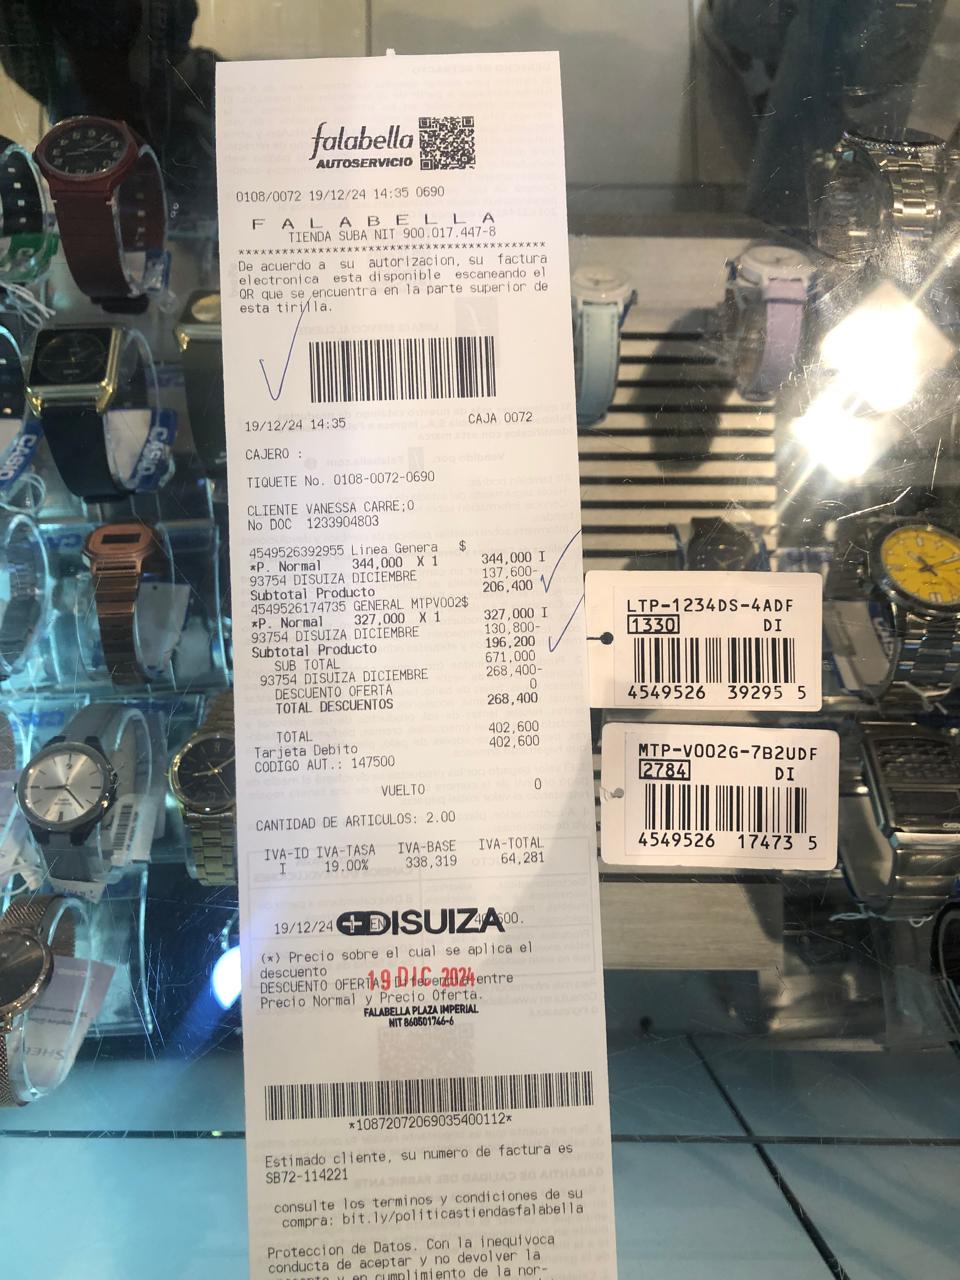 falabella
AUTOSERVICIO
0108/0072 19/12/24 14:35 0690
FALABELLA
TIENDA SUBA NIT 900.017.447-8
************************************************
De acuerdo a su autorizacion, su factura
electronica esta disponible escaneando el
QR que se encuentra en la parte superior de
esta tirilla.
19/12/24 14:35 CAJA 0072
CAJERO :
TIQUETE No. 0108-0072-0690
CLIENTE VANESSA CARRE;O
No DOC 1233904803
4549526392955 Linea Genera $ 344,000 I
*P. Normal 344,000 X 1
93754 DISUIZA DICIEMBRE 137,600-
Subtotal Producto 206,400
4549526174735 GENERAL MTPV002$ 327,000 I
*P. Normal 327,000 X 1
93754 DISUIZA DICIEMBRE 130,800-
Subtotal Producto 196,200
SUB TOTAL 671,000
93754 DISUIZA DICIEMBRE 268,400-
DESCUENTO OFERTA 0
TOTAL DESCUENTOS 268,400
TOTAL 402,600
Tarjeta Debito 402,600
CODIGO AUT.: 147500
VUELTO 0
CANTIDAD DE ARTICULOS: 2.00
IVA-ID IVA-TASA IVA-BASE IVA-TOTAL
I 19.00% 338,319 64,281
19/12/24
DISUIZA
(*) Precio sobre el cual se aplica el
descuento
19 DIC 2024
DESCUENTO OFERTA: Diferencia entre
Precio Normal y Precio Oferta.
FALABELLA PLAZA IMPERIAL
NIT 860501746-6
*10872072069035400112*
Estimado cliente, su numero de factura es
SB72-114221
consulte los terminos y condiciones de su
compra: bit.ly/politicastiendasfalabella
Proteccion de Datos. Con la inequivoca
conducta de aceptar y no devolver la
y en cumplimiento de la nor-
LTP-1234DS-4ADF
1330 DI
4549526 39295 5
MTP-V002G-7B2UDF
2784 DI
4549526 17473 5
CASIO
CASIO